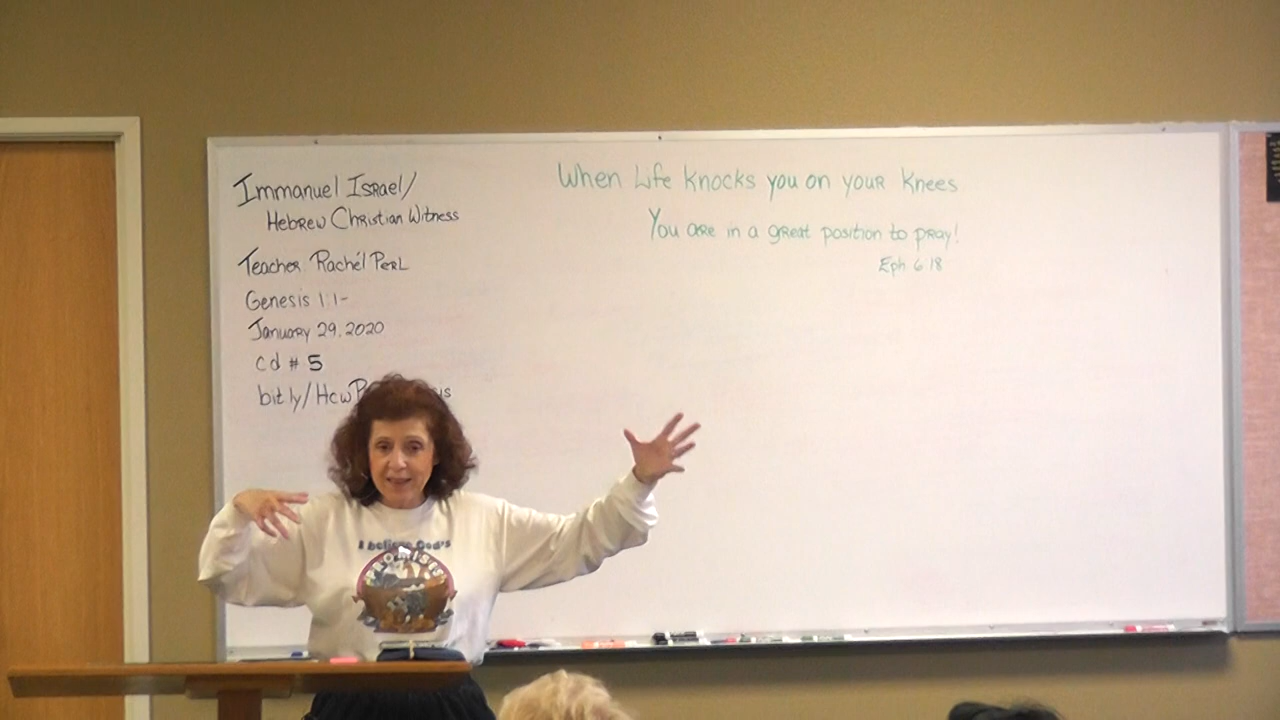 Immanuel Israel/
Hebrew Christian Witness
Teacher Rachél Perl
Genesis 1:1-
January 29, 2020
cd # 5
When Life knocks you on your knees
You are in a great position to pray!
Eph 6 18
I believe God's
PROMISES